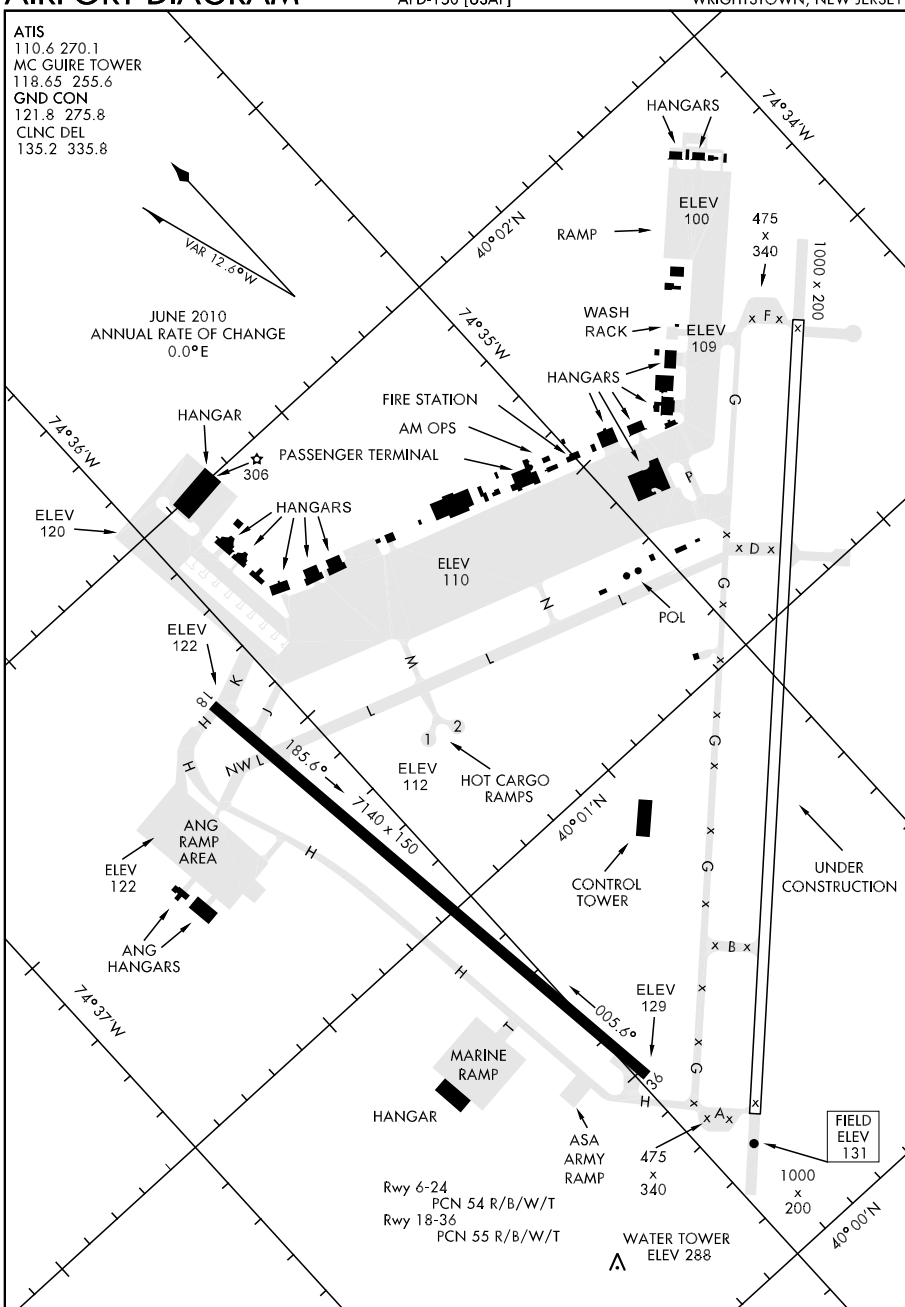 AIRPORT DIAGRAM
AFD-150 [USAF]
WRIGHTSTOWN, NEW JERSEY
ATIS
110.6 270.1
MC GUIRE TOWER
118.65 255.6
GND CON
121.8 275.8
CLNC DEL
135.2 335.8
VAR 12.6°W
JUNE 2010
ANNUAL RATE OF CHANGE
0.0°E
HANGARS
74°34'W
ELEV
100
RAMP
475
x
340
1000 x 200
40°02'N
74°35'W
WASH
RACK
ELEV
109
x F x
x
HANGARS
G
FIRE STATION
AM OPS
PASSENGER TERMINAL
HANGAR
306
74°36'W
HANGARS
ELEV
120
ELEV
110
P
x
x D x
G
x
N
L
POL
ELEV
122
K
J
M
L
L
x
18
H
H
NW L
185.6°
7140 x 150
1
2
ELEV
112
HOT CARGO
RAMPS
x
G
x
40°01'N
ANG
RAMP
AREA
ELEV
122
H
CONTROL
TOWER
UNDER
CONSTRUCTION
x
G
x
ANG
HANGARS
x B x
74°37'W
H
005.6°
ELEV
129
x
T
MARINE
RAMP
HANGAR
x
G
x
36
H
x A x
x
ASA
ARMY
RAMP
475
x
340
FIELD
ELEV
131
1000
x
200
Rwy 6-24
PCN 54 R/B/W/T
Rwy 18-36
PCN 55 R/B/W/T
WATER TOWER
ELEV 288
40°00'N